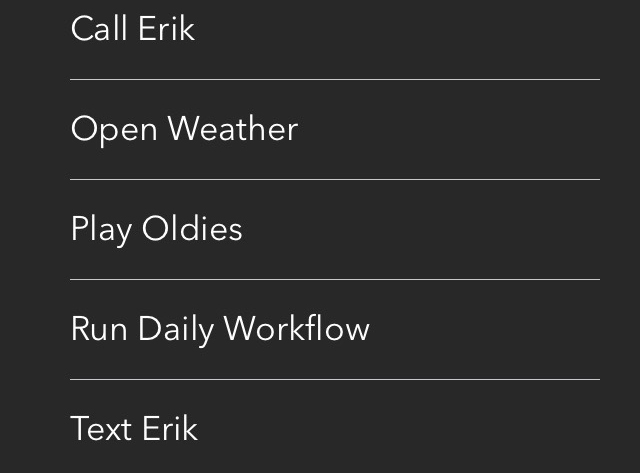 Call Erik
Open Weather
Play Oldies
Run Daily Workflow
Text Erik